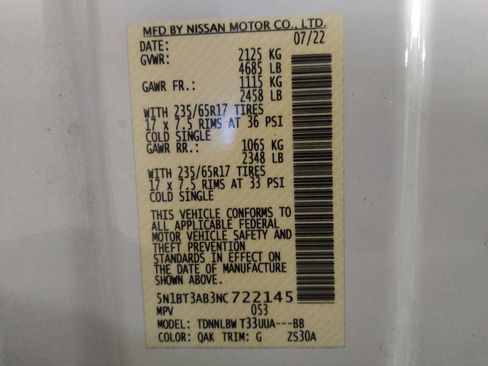 MFD BY NISSAN MOTOR CO., LTD.
DATE: 07/22
GVWR: 2125 KG
4685 LB
GAWR FR.: 1115 KG
2458 LB
WITH 235/65R17 TIRES
17 x 7.5 RIMS AT 36 PSI
COLD SINGLE
GAWR RR.: 1065 KG
2348 LB
WITH 235/65R17 TIRES
17 x 7.5 RIMS AT 33 PSI
COLD SINGLE
THIS VEHICLE CONFORMS TO
ALL APPLICABLE FEDERAL
MOTOR VEHICLE SAFETY AND
THEFT PREVENTION
STANDARDS IN EFFECT ON
THE DATE OF MANUFACTURE
SHOWN ABOVE.
5N1BT3AB3NC722145
MPV 053
MODEL: TDNNLBW T33UUA---BB
COLOR: QAK TRIM: G ZS30A